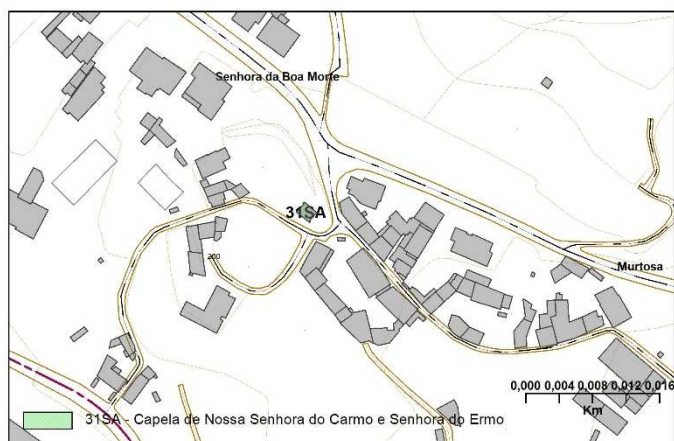 Senhora da Boa Morte
31SA
200
Murtosa
0,000 0,004 0,008 0,012 0,016
Km
31SA - Capela de Nossa Senhora do Carmo e Senhora do Ermo